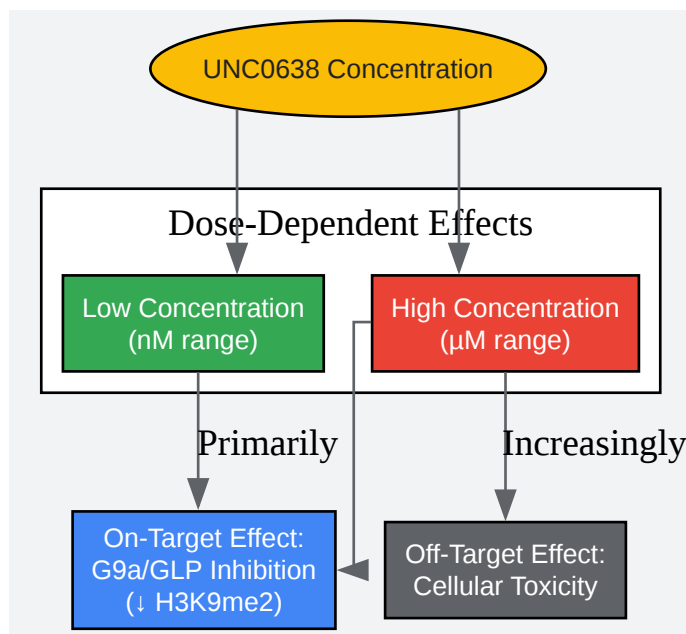 UNC0638 Concentration
Dose-Dependent Effects
Low Concentration
(nM range)
High Concentration
(µM range)
Primarily
Increasingly
On-Target Effect:
G9a/GLP Inhibition
(↓ H3K9me2)
Off-Target Effect:
Cellular Toxicity